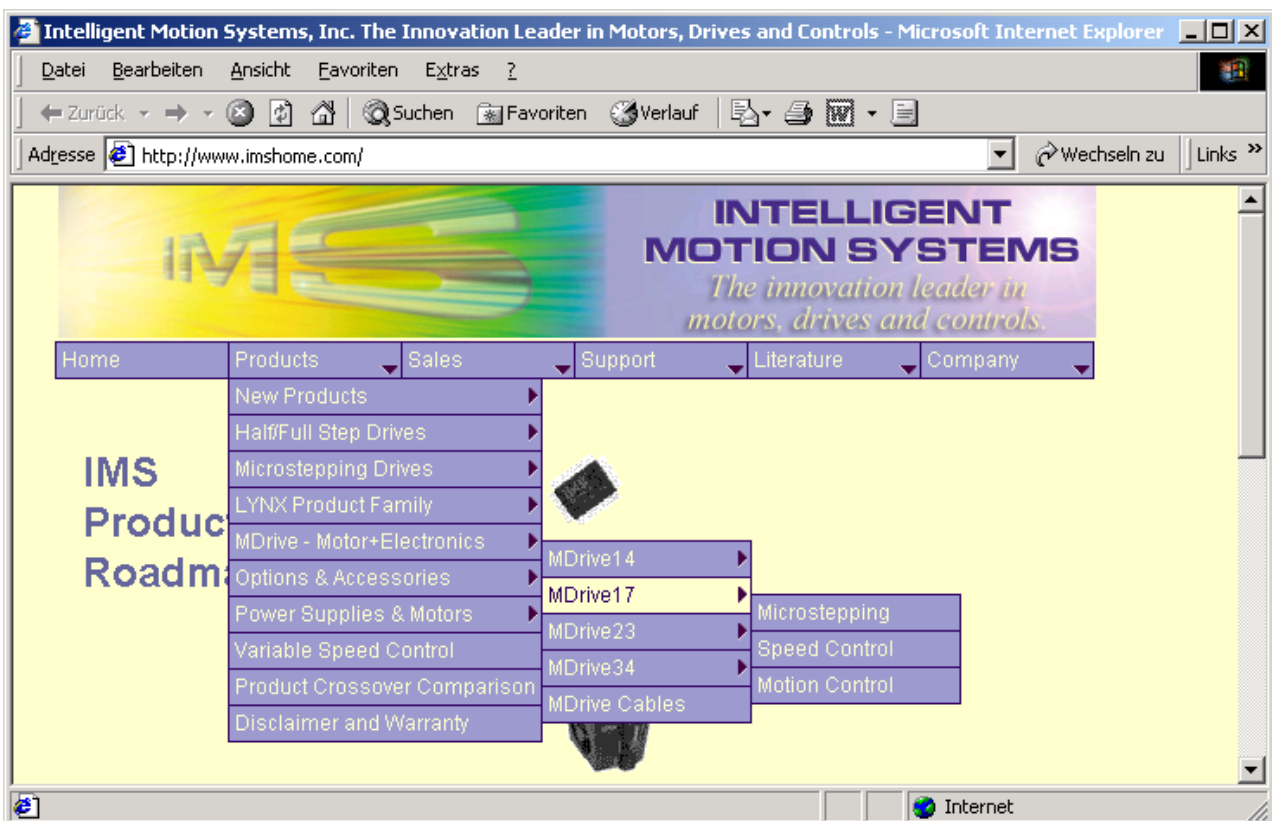 Intelligent Motion Systems, Inc. The Innovation Leader in Motors, Drives and Controls - Microsoft Internet Explorer
Datei Bearbeiten Ansicht Favoriten Extras ?
Zurück Suchen Favoriten Verlauf
Adresse http://www.imshome.com/ Wechseln zu Links »
IMS
INTELLIGENT
MOTION SYSTEMS
The innovation leader in
motors, drives and controls.
Home Products Sales Support Literature Company
New Products
Half/Full Step Drives
Microstepping Drives
LYNX Product Family
MDrive - Motor+Electronics
Options & Accessories
Power Supplies & Motors
Variable Speed Control
Product Crossover Comparison
Disclaimer and Warranty
MDrive14
MDrive17
MDrive23
MDrive34
MDrive Cables
Microstepping
Speed Control
Motion Control
IMS
Produc
Roadm
Internet